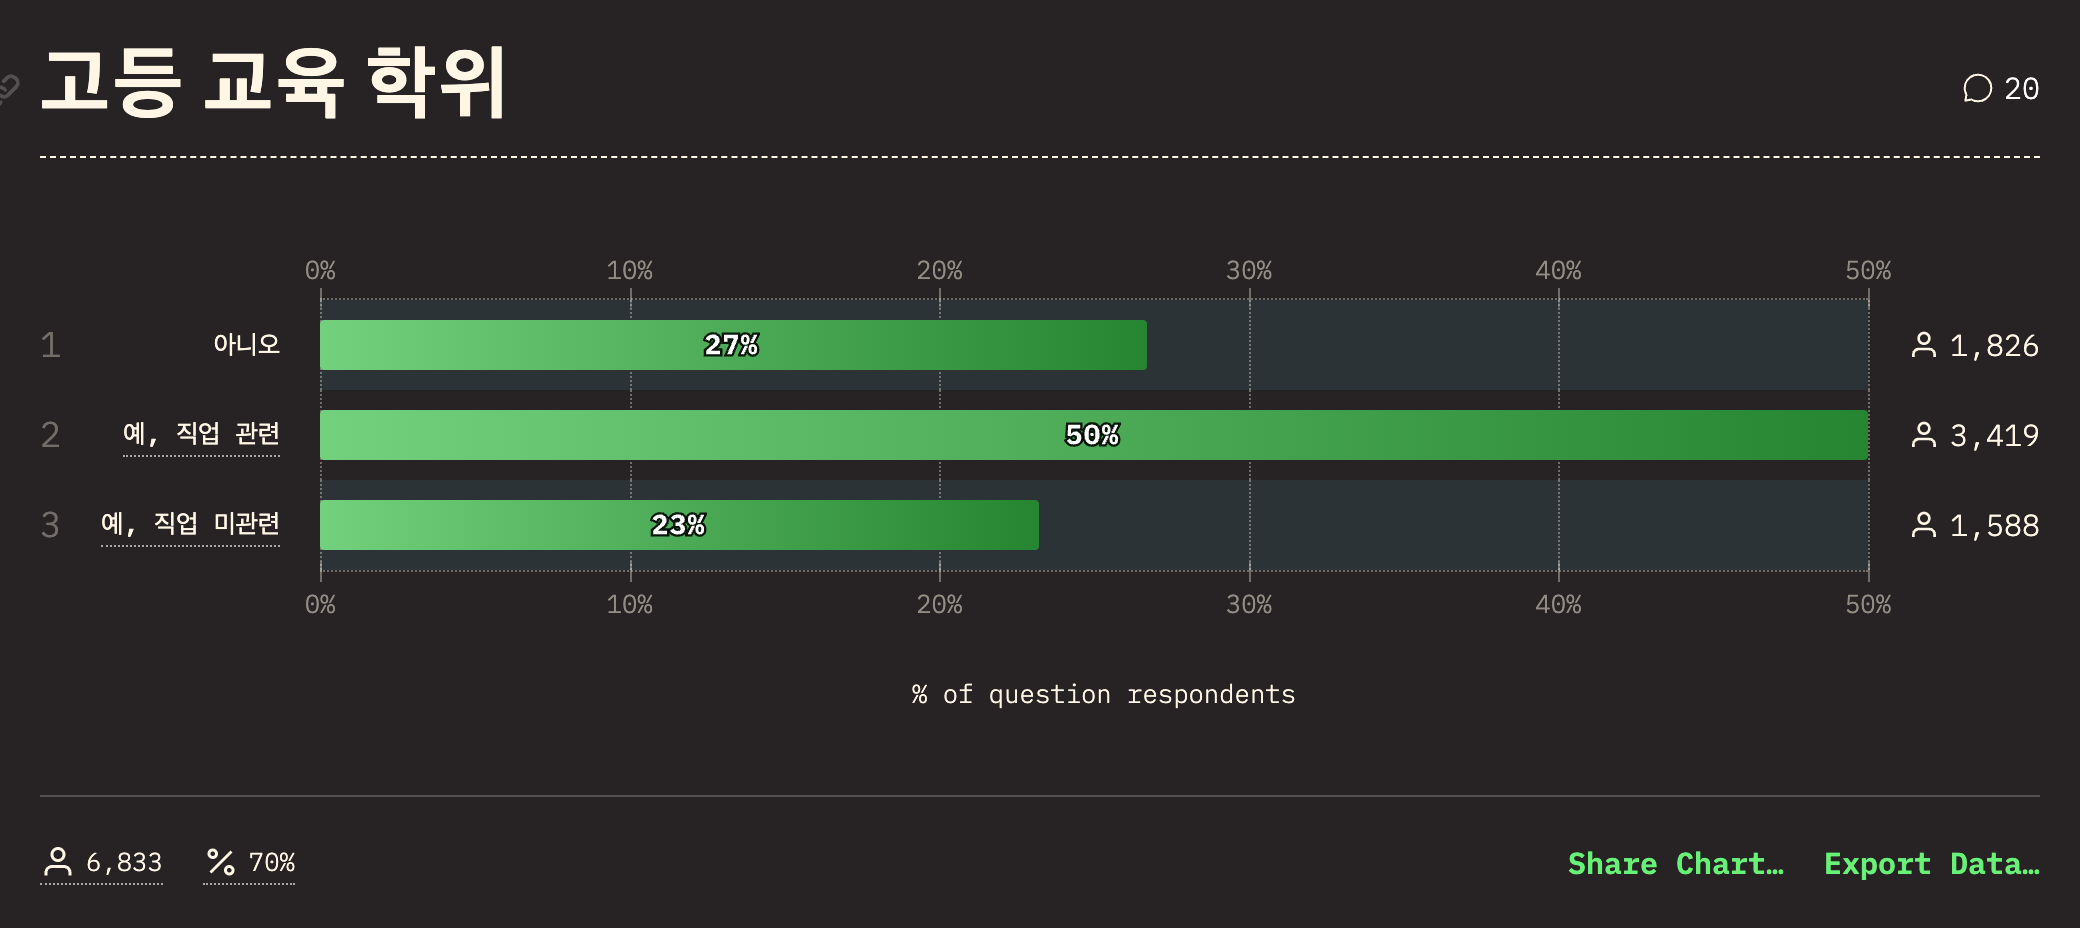 고등 교육 학위
20
0% 10% 20% 30% 40% 50%
1 아니오 27% 1,826
2 예, 직업 관련 50% 3,419
3 예, 직업 미관련 23% 1,588
0% 10% 20% 30% 40% 50%
% of question respondents
6,833 70% Share Chart… Export Data…